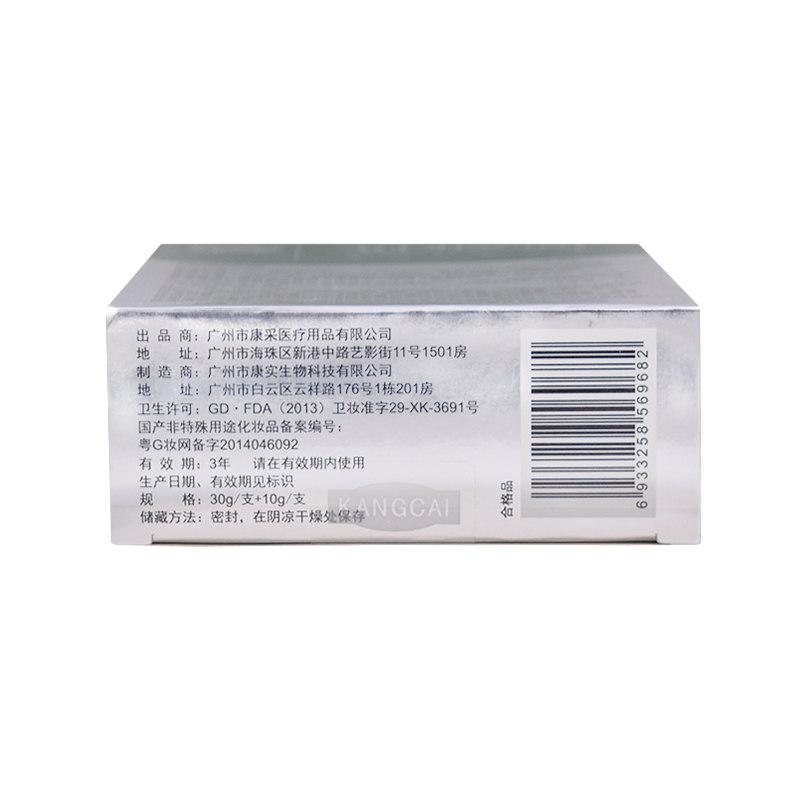 出品商：广州市康采医疗用品有限公司
地址：广州市海珠区新港中路艺影街11号1501房
制造商：广州市康实生物科技有限公司
地址：广州市白云区云祥路176号1栋201房
卫生许可：GD·FDA（2013）卫妆准字29-XK-3691号
国产非特殊用途化妆品备案编号：
粤G妆网备字2014046092
有效期：3年 请在有效期内使用
生产日期、有效期见标识
规格：30g/支+10g/支
储藏方法：密封，在阴凉干燥处保存
KANGCAI
合格品
6933258569682